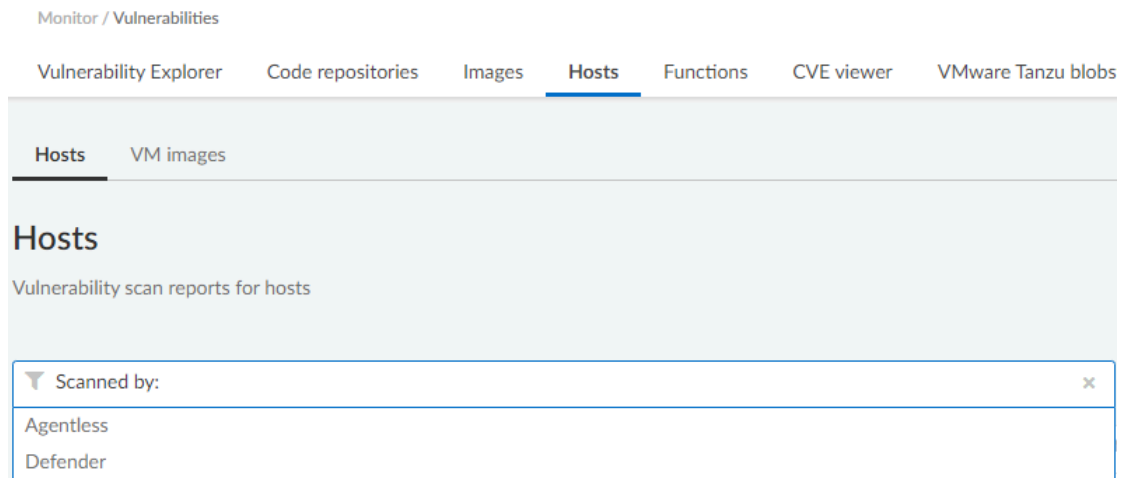 Monitor / Vulnerabilities
Vulnerability Explorer Code repositories Images Hosts Functions CVE viewer VMware Tanzu blobs
Hosts VM images
Hosts
Vulnerability scan reports for hosts
Scanned by: ×
Agentless
Defender